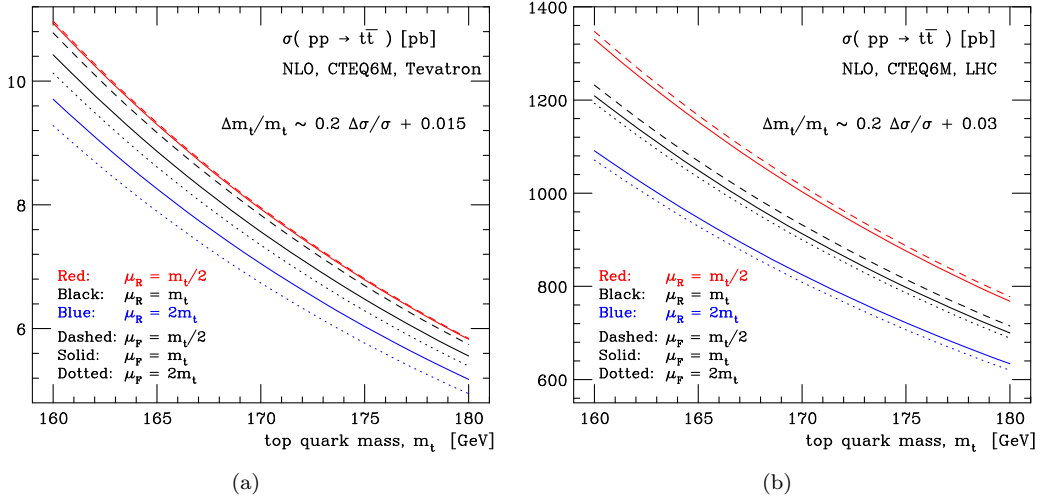 σ( pp → tt̅ ) [pb]
NLO, CTEQ6M, Tevatron
Δm_t/m_t ∼ 0.2 Δσ/σ + 0.015
10
8
6
Red: μ_R = m_t/2
Black: μ_R = m_t
Blue: μ_R = 2m_t
Dashed: μ_F = m_t/2
Solid: μ_F = m_t
Dotted: μ_F = 2m_t
160 165 170 175 180
top quark mass, m_t [GeV]
(a)
1400
σ( pp → tt̅ ) [pb]
NLO, CTEQ6M, LHC
1200
Δm_t/m_t ∼ 0.2 Δσ/σ + 0.03
1000
800
600
Red: μ_R = m_t/2
Black: μ_R = m_t
Blue: μ_R = 2m_t
Dashed: μ_F = m_t/2
Solid: μ_F = m_t
Dotted: μ_F = 2m_t
160 165 170 175 180
top quark mass, m_t [GeV]
(b)